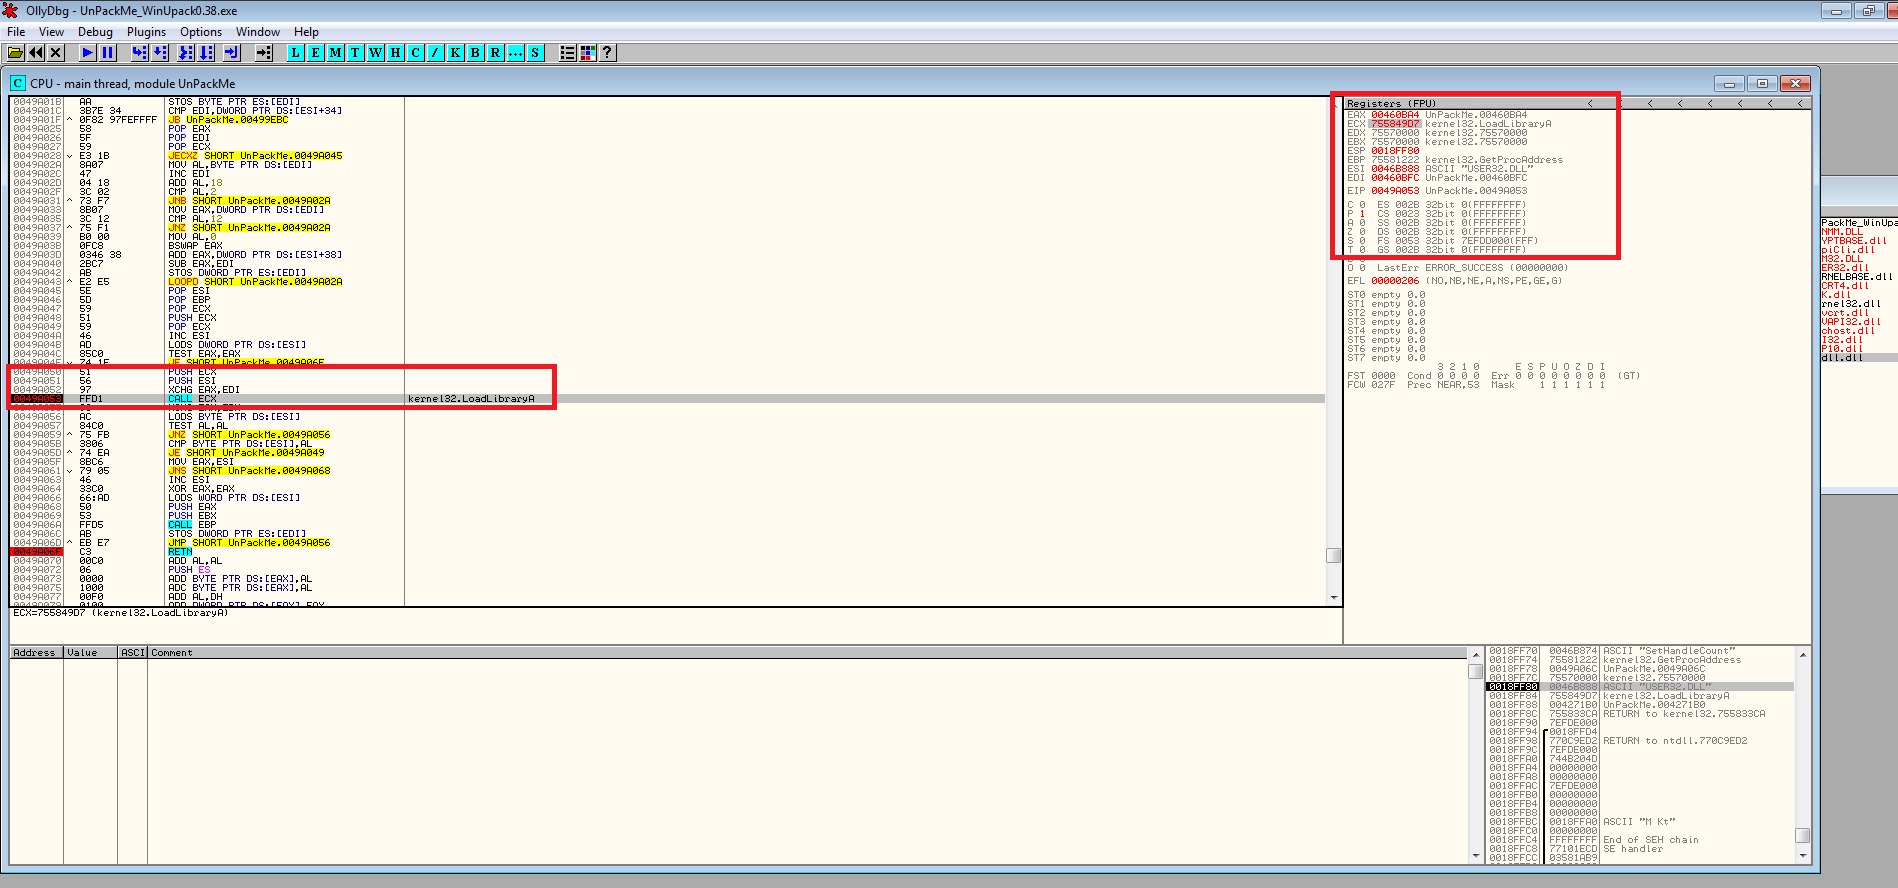 OllyDbg - UnPackMe_WinUpack0.38.exe
File View Debug Plugins Options Window Help
L E M T W H C / K B R ... S ?
C CPU - main thread, module UnPackMe
0049A01B AA STOS BYTE PTR ES:[EDI]
0049A01C 3B7E 34 CMP EDI,DWORD PTR DS:[ESI+34]
0049A01F ^ 0F82 97FEFFFF JB UnPackMe.00499EBC
0049A025 58 POP EAX
0049A026 5F POP EDI
0049A027 59 POP ECX
0049A028 v E3 1B JECXZ SHORT UnPackMe.0049A045
0049A02A 8A07 MOV AL,BYTE PTR DS:[EDI]
0049A02C 47 INC EDI
0049A02D 04 18 ADD AL,18
0049A02F 3C 02 CMP AL,2
0049A031 ^ 73 F7 JNB SHORT UnPackMe.0049A02A
0049A033 8B07 MOV EAX,DWORD PTR DS:[EDI]
0049A035 3C 12 CMP AL,12
0049A037 ^ 75 F1 JNZ SHORT UnPackMe.0049A02A
0049A039 B0 00 MOV AL,0
0049A03B 0FC8 BSWAP EAX
0049A03D 0346 38 ADD EAX,DWORD PTR DS:[ESI+38]
0049A040 2BC7 SUB EAX,EDI
0049A042 AB STOS DWORD PTR ES:[EDI]
0049A043 ^ E2 E5 LOOPD SHORT UnPackMe.0049A02A
0049A045 5E POP ESI
0049A046 5D POP EBP
0049A047 59 POP ECX
0049A048 51 PUSH ECX
0049A049 59 POP ECX
0049A04A 46 INC ESI
0049A04B AD LODS DWORD PTR DS:[ESI]
0049A04C 85C0 TEST EAX,EAX
0049A04E v 74 1F JE SHORT UnPackMe.0049A06F
0049A050 51 PUSH ECX
0049A051 56 PUSH ESI
0049A052 97 XCHG EAX,EDI
0049A053 FFD1 CALL ECX kernel32.LoadLibraryA
0049A056 AC LODS BYTE PTR DS:[ESI]
0049A057 84C0 TEST AL,AL
0049A059 ^ 75 FB JNZ SHORT UnPackMe.0049A056
0049A05B 3806 CMP BYTE PTR DS:[ESI],AL
0049A05D ^ 74 EA JE SHORT UnPackMe.0049A049
0049A05F 8BC6 MOV EAX,ESI
0049A061 v 79 05 JNS SHORT UnPackMe.0049A068
0049A063 46 INC ESI
0049A064 33C0 XOR EAX,EAX
0049A066 66:AD LODS WORD PTR DS:[ESI]
0049A068 50 PUSH EAX
0049A069 53 PUSH EBX
0049A06A FFD5 CALL EBP
0049A06C AB STOS DWORD PTR ES:[EDI]
0049A06D ^ EB E7 JMP SHORT UnPackMe.0049A056
0049A06F C3 RETN
0049A070 00C0 ADD AL,AL
0049A072 06 PUSH ES
0049A073 0000 ADD BYTE PTR DS:[EAX],AL
0049A075 1000 ADC BYTE PTR DS:[EAX],AL
0049A077 00F0 ADD AL,DH
0049A079 0100 ADD DWORD PTR DS:[EAX],EAX
ECX=755849D7 (kernel32.LoadLibraryA)
Registers (FPU) < < < < < < < <
EAX 00460BA4 UnPackMe.00460BA4
ECX 755849D7 kernel32.LoadLibraryA
EDX 75570000 kernel32.75570000
EBX 75570000 kernel32.75570000
ESP 0018FF80
EBP 75581222 kernel32.GetProcAddress
ESI 0046B888 ASCII "USER32.DLL"
EDI 00460BFC UnPackMe.00460BFC
EIP 0049A053 UnPackMe.0049A053
C 0 ES 002B 32bit 0(FFFFFFFF)
P 1 CS 0023 32bit 0(FFFFFFFF)
A 0 SS 002B 32bit 0(FFFFFFFF)
Z 0 DS 002B 32bit 0(FFFFFFFF)
S 0 FS 0053 32bit 7EFDD000(FFF)
T 0 GS 002B 32bit 0(FFFFFFFF)
O 0 LastErr ERROR_SUCCESS (00000000)
EFL 00000206 (NO,NB,NE,A,NS,PE,GE,G)
ST0 empty 0.0
ST1 empty 0.0
ST2 empty 0.0
ST3 empty 0.0
ST4 empty 0.0
ST5 empty 0.0
ST6 empty 0.0
ST7 empty 0.0
3 2 1 0 E S P U O Z D I
FST 0000 Cond 0 0 0 0 Err 0 0 0 0 0 0 0 0 (GT)
FCW 027F Prec NEAR,53 Mask 1 1 1 1 1 1
PackMe_WinUpa
NMM.DLL
YPTBASE.dll
piCli.dll
M32.DLL
ER32.dll
RNELBASE.dll
CRT4.dll
K.dll
rnel32.dll
vcrt.dll
VAPI32.dll
chost.dll
I32.dll
P10.dll
dll.dll
Address Value ASCI Comment
0018FF70 0046B874 ASCII "SetHandleCount"
0018FF74 75581222 kernel32.GetProcAddress
0018FF78 0049A06C UnPackMe.0049A06C
0018FF7C 75570000 kernel32.75570000
0018FF80 0046B888 ASCII "USER32.DLL"
0018FF84 755849D7 kernel32.LoadLibraryA
0018FF88 004271B0 UnPackMe.004271B0
0018FF8C 755833CA RETURN to kernel32.755833CA
0018FF90 7EFDE000
0018FF94 0018FFD4
0018FF98 770C9ED2 RETURN to ntdll.770C9ED2
0018FF9C 7EFDE000
0018FFA0 744B204D
0018FFA4 00000000
0018FFA8 00000000
0018FFAC 7EFDE000
0018FFB0 00000000
0018FFB4 00000000
0018FFB8 00000000
0018FFBC 0018FFA0 ASCII "M Kt"
0018FFC0 00000000
0018FFC4 FFFFFFFF End of SEH chain
0018FFC8 77101ECD SE handler
0018FFCC 03581AB9